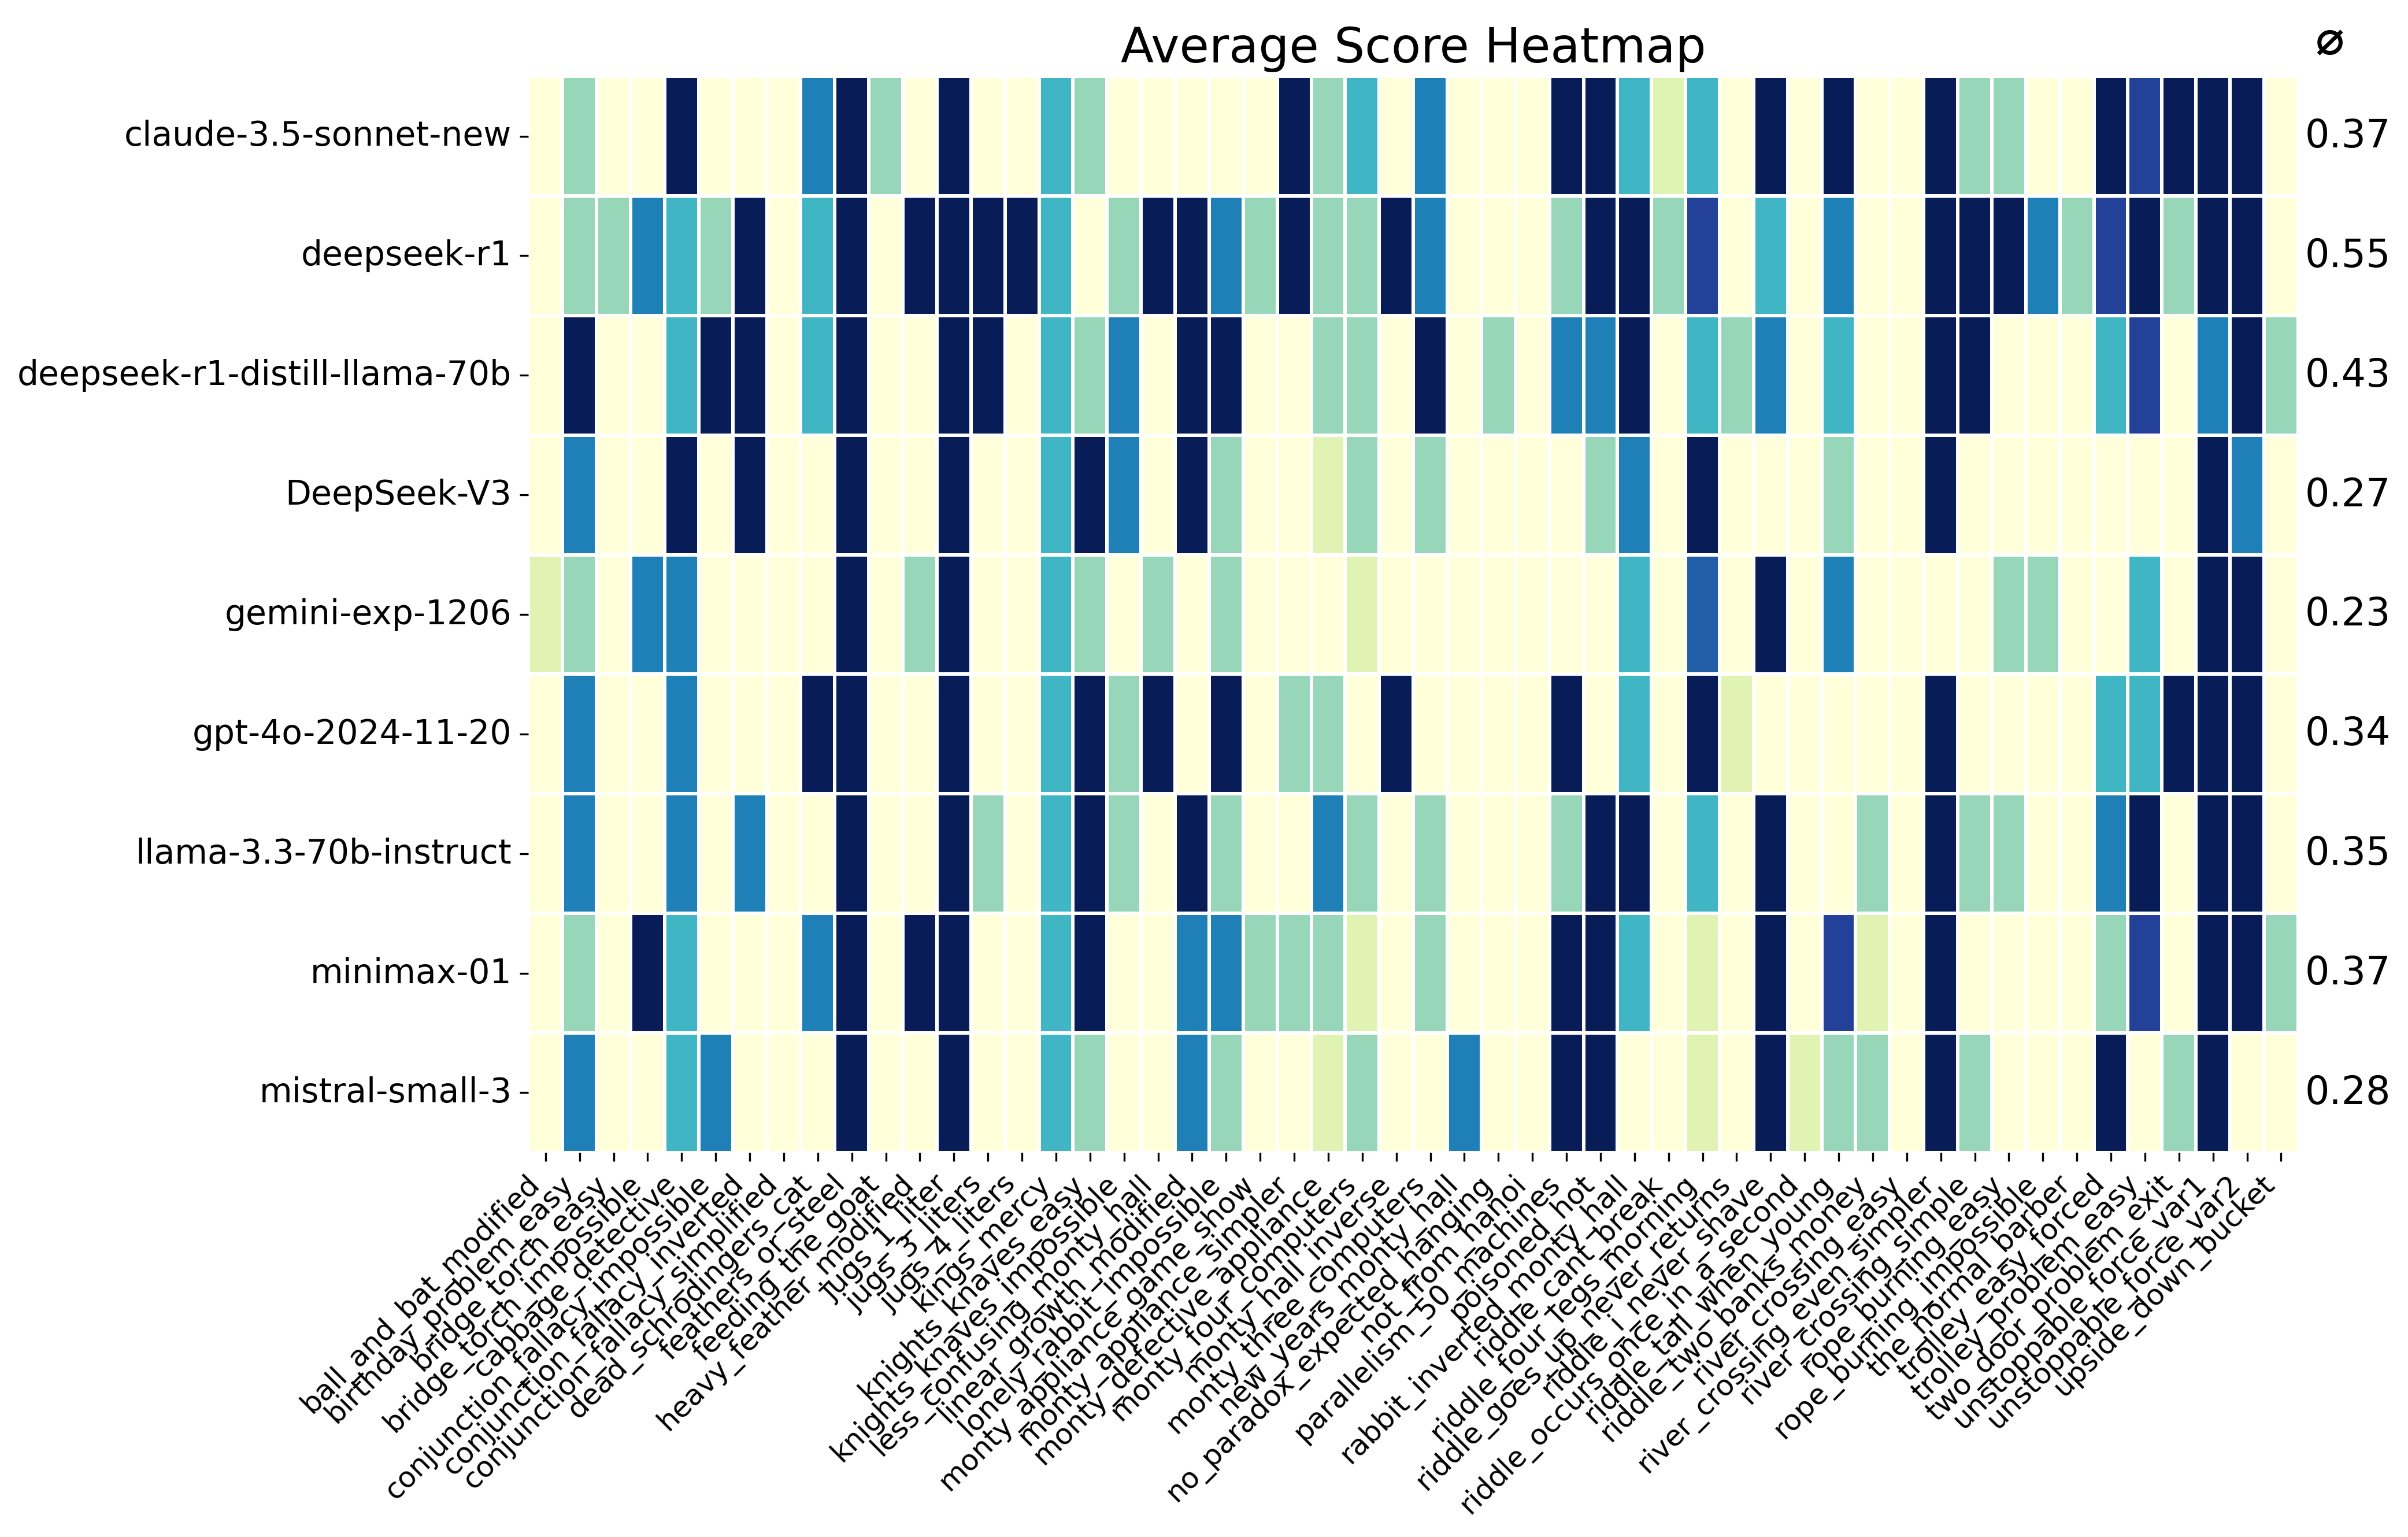 Average Score Heatmap
∅
claude-3.5-sonnet-new
0.37
deepseek-r1
0.55
deepseek-r1-distill-llama-70b
0.43
DeepSeek-V3
0.27
gemini-exp-1206
0.23
gpt-4o-2024-11-20
0.34
llama-3.3-70b-instruct
0.35
minimax-01
0.37
mistral-small-3
0.28
ball_and_bat_modified
birthday_problem_easy
bridge_torch_easy
bridge_torch_impossible
bridge_cabbage_detective
conjunction_fallacy_impossible
conjunction_fallacy_inverted
conjunction_fallacy_simplified
dead_schrodingers_cat
feathers_or_steel
feeding_the_goat
heavy_feather_modified
jugs_1_liter
jugs_3_liters
jugs_4_liters
kings_mercy
knights_knaves_easy
knights_knaves_impossible
less_confusing_monty_hall
linear_growth_modified
lonely_rabbit_impossible
monty_appliance_game_show
monty_appliance_simpler
monty_defective_appliance
monty_four_computers
monty_hall_inverse
monty_three_computers
new_years_monty_hall
no_paradox_expected_hanging
not_from_hanoi
parallelism_50_machines
poisoned_hot
rabbit_inverted_monty_hall
riddle_cant_break
riddle_four_legs_morning
riddle_goes_up_never_returns
riddle_i_never_shave
riddle_occurs_once_in_a_second
riddle_tall_when_young
riddle_two_banks_money
river_crossing_easy
river_crossing_even_simpler
river_crossing_simple
rope_burning_easy
rope_burning_impossible
the_normal_barber
trolley_easy_forced
trolley_problem_easy
two_door_problem_exit
unstoppable_force_var1
unstoppable_force_var2
upside_down_bucket